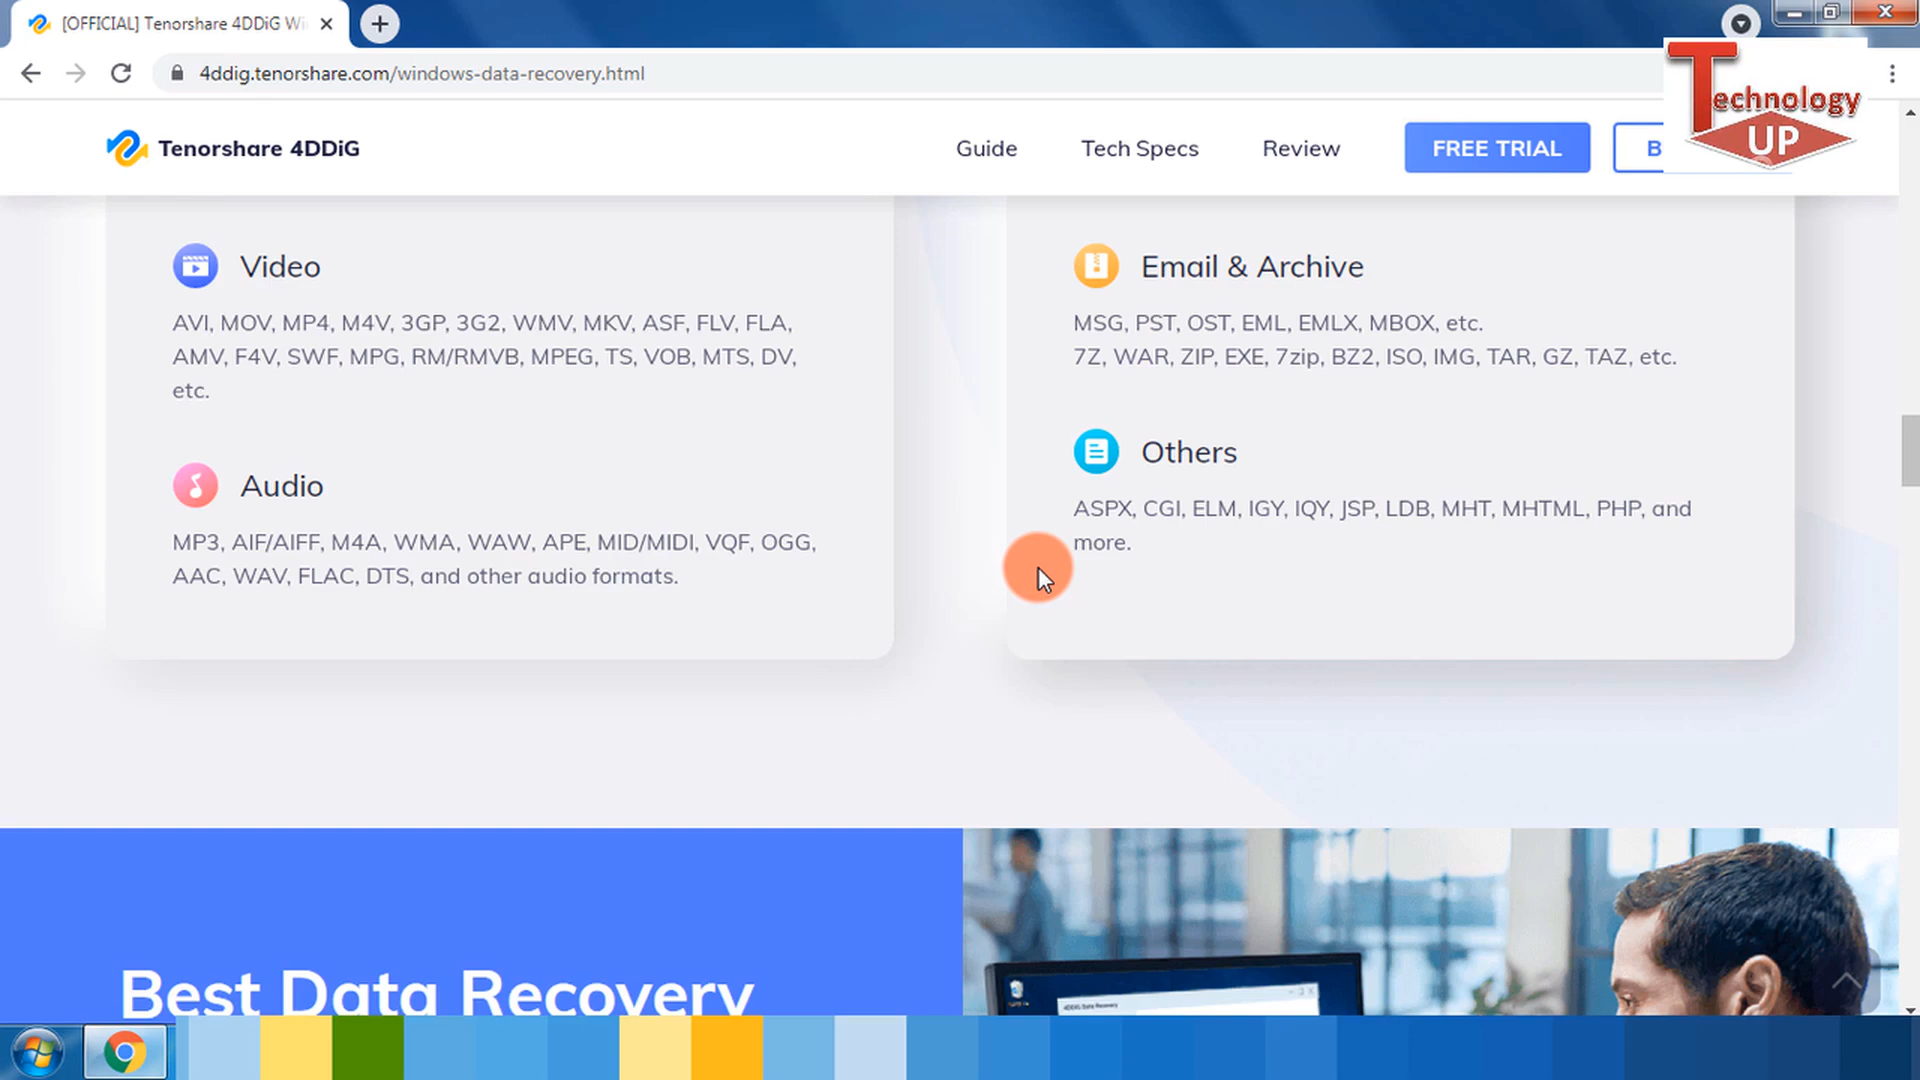 [OFFICIAL] Tenorshare 4DDiG Wi
4ddig.tenorshare.com/windows-data-recovery.html
Technology
UP
Tenorshare 4DDiG
Guide
Tech Specs
Review
FREE TRIAL
B
Video
AVI, MOV, MP4, M4V, 3GP, 3G2, WMV, MKV, ASF, FLV, FLA,
AMV, F4V, SWF, MPG, RM/RMVB, MPEG, TS, VOB, MTS, DV,
etc.
Audio
MP3, AIF/AIFF, M4A, WMA, WAW, APE, MID/MIDI, VQF, OGG,
AAC, WAV, FLAC, DTS, and other audio formats.
Email & Archive
MSG, PST, OST, EML, EMLX, MBOX, etc.
7Z, WAR, ZIP, EXE, 7zip, BZ2, ISO, IMG, TAR, GZ, TAZ, etc.
Others
ASPX, CGI, ELM, IGY, IQY, JSP, LDB, MHT, MHTML, PHP, and
more.
Best Data Recovery
4DDiG Data Recovery